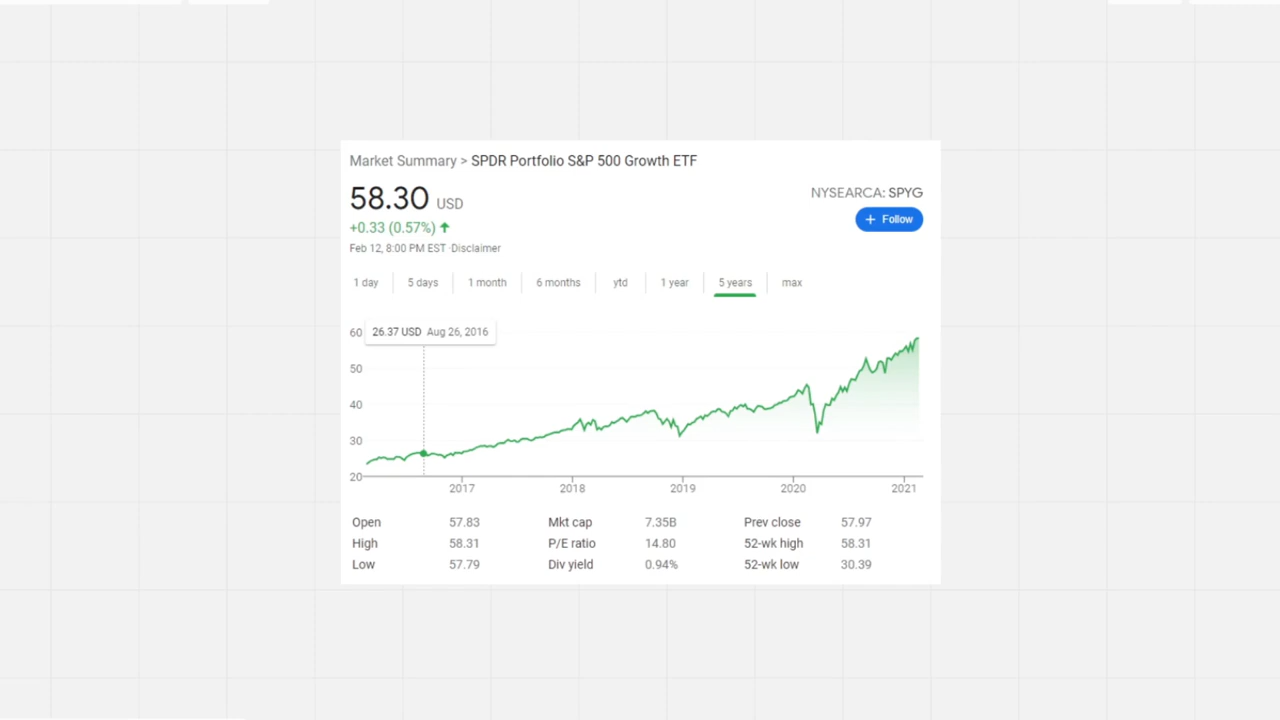 Market Summary > SPDR Portfolio S&P 500 Growth ETF
58.30 USD
NYSEARCA: SPYG
+ Follow
+0.33 (0.57%) ↑
Feb 12, 8:00 PM EST · Disclaimer
1 day 5 days 1 month 6 months ytd 1 year 5 years max
26.37 USD Aug 26, 2016
60
50
40
30
20
2017 2018 2019 2020 2021
Open 57.83 Mkt cap 7.35B Prev close 57.97
High 58.31 P/E ratio 14.80 52-wk high 58.31
Low 57.79 Div yield 0.94% 52-wk low 30.39